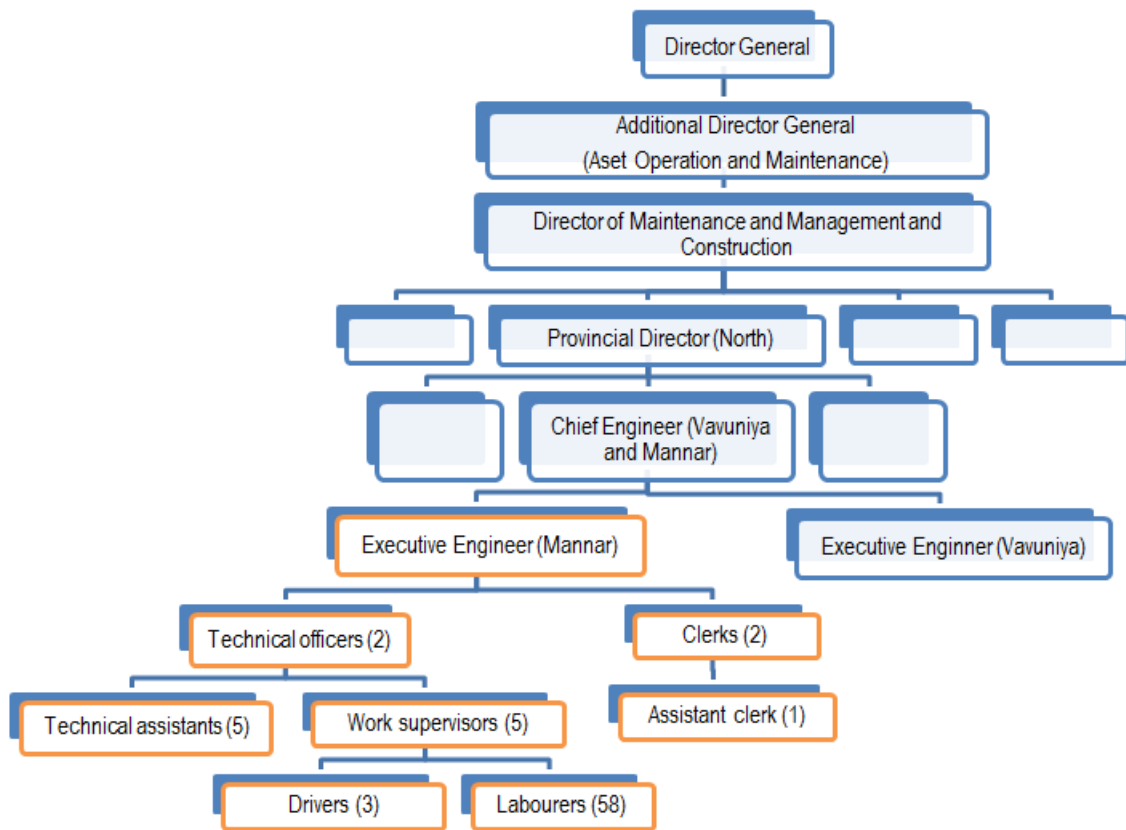 Director General
Additional Director General
(Aset Operation and Maintenance)
Director of Maintenance and Management and
Construction
Provincial Director (North)
Chief Engineer (Vavuniya
and Mannar)
Executive Engineer (Mannar)
Executive Enginner (Vavuniya)
Technical officers (2)
Clerks (2)
Technical assistants (5)
Work supervisors (5)
Assistant clerk (1)
Drivers (3)
Labourers (58)